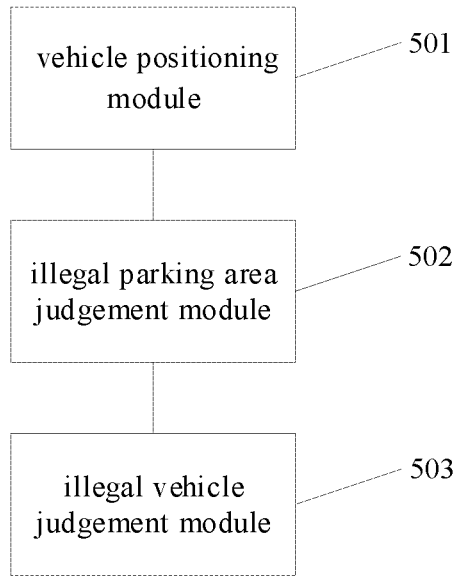 vehicle positioning
module
501
illegal parking area
judgement module
502
illegal vehicle
judgement module
503